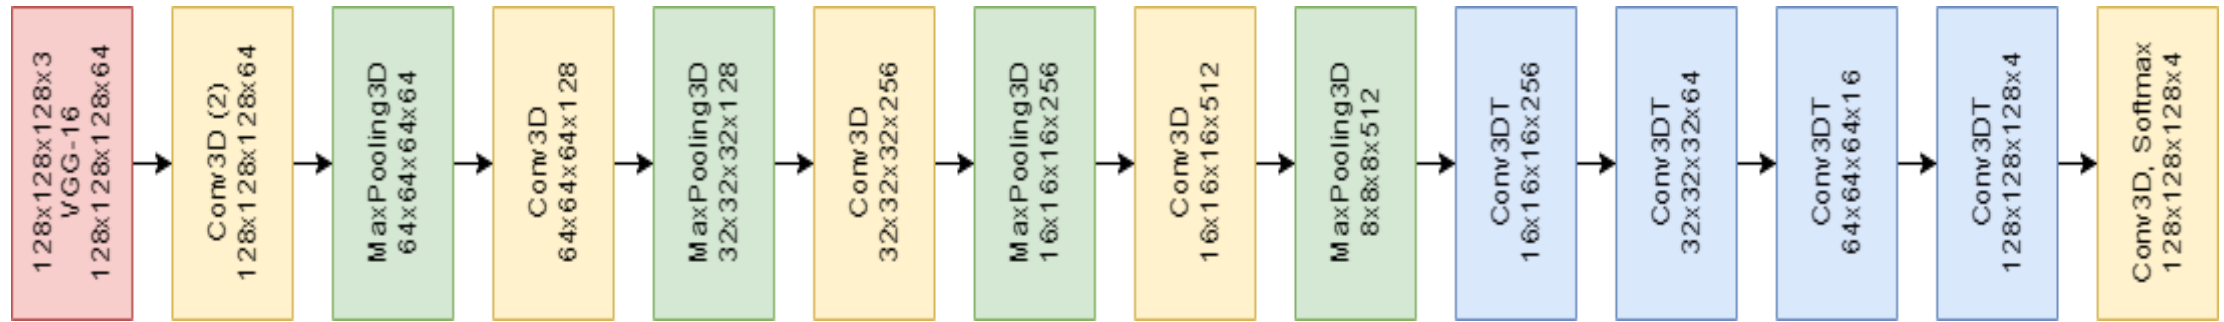 128x128x128x3
VGG-16
128x128x128x64
Conv3D (2)
128x128x128x64
MaxPooling3D
64x64x64x64
Conv3D
64x64x64x128
MaxPooling3D
32x32x32x128
Conv3D
32x32x32x256
MaxPooling3D
16x16x16x256
Conv3D
16x16x16x512
MaxPooling3D
8x8x8x512
Conv3DT
16x16x16x256
Conv3DT
32x32x32x64
Conv3DT
64x64x64x16
Conv3DT
128x128x128x4
Conv3D, Softmax
128x128x128x4